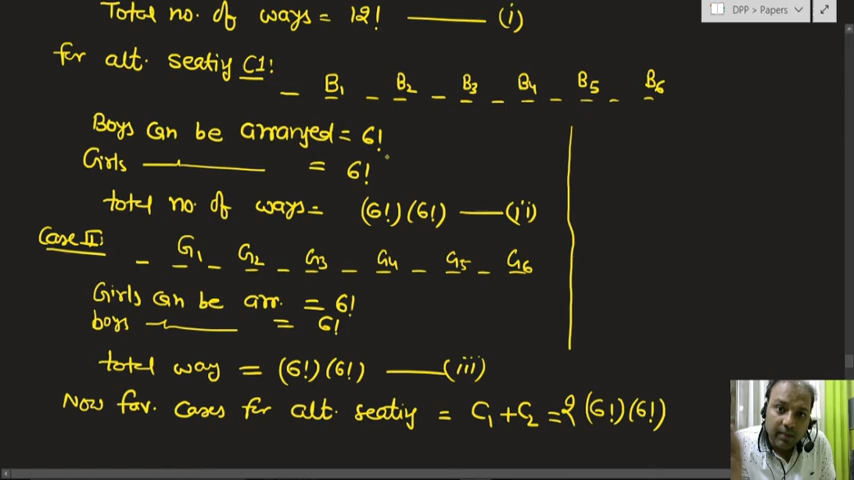 DPP > Papers
Total no. of ways = 12! —— (i)
for alt. seatiy C1:
_ B1 _ B2 _ B3 _ B4 _ B5 _ B6
Boys can be arranged = 6!
Girls —— = 6!
total no. of ways = (6!) (6!) —— (ii)
Case II:
_ G1 _ G2 _ G3 _ G4 _ G5 _ G6
Girls can be arr. = 6!
boys —— = 6!
total way = (6!) (6!) —— (iii)
Now fav. cases for alt. seatiy = C1 + C2 = 2 (6!) (6!)